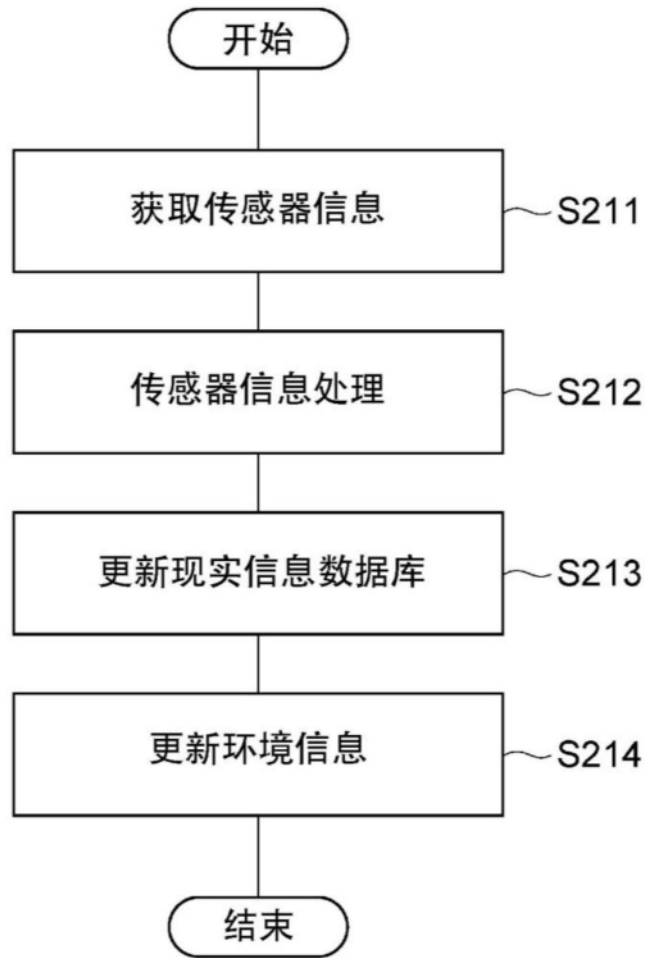 开始
获取传感器信息
S211
传感器信息处理
S212
更新现实信息数据库
S213
更新环境信息
S214
结束